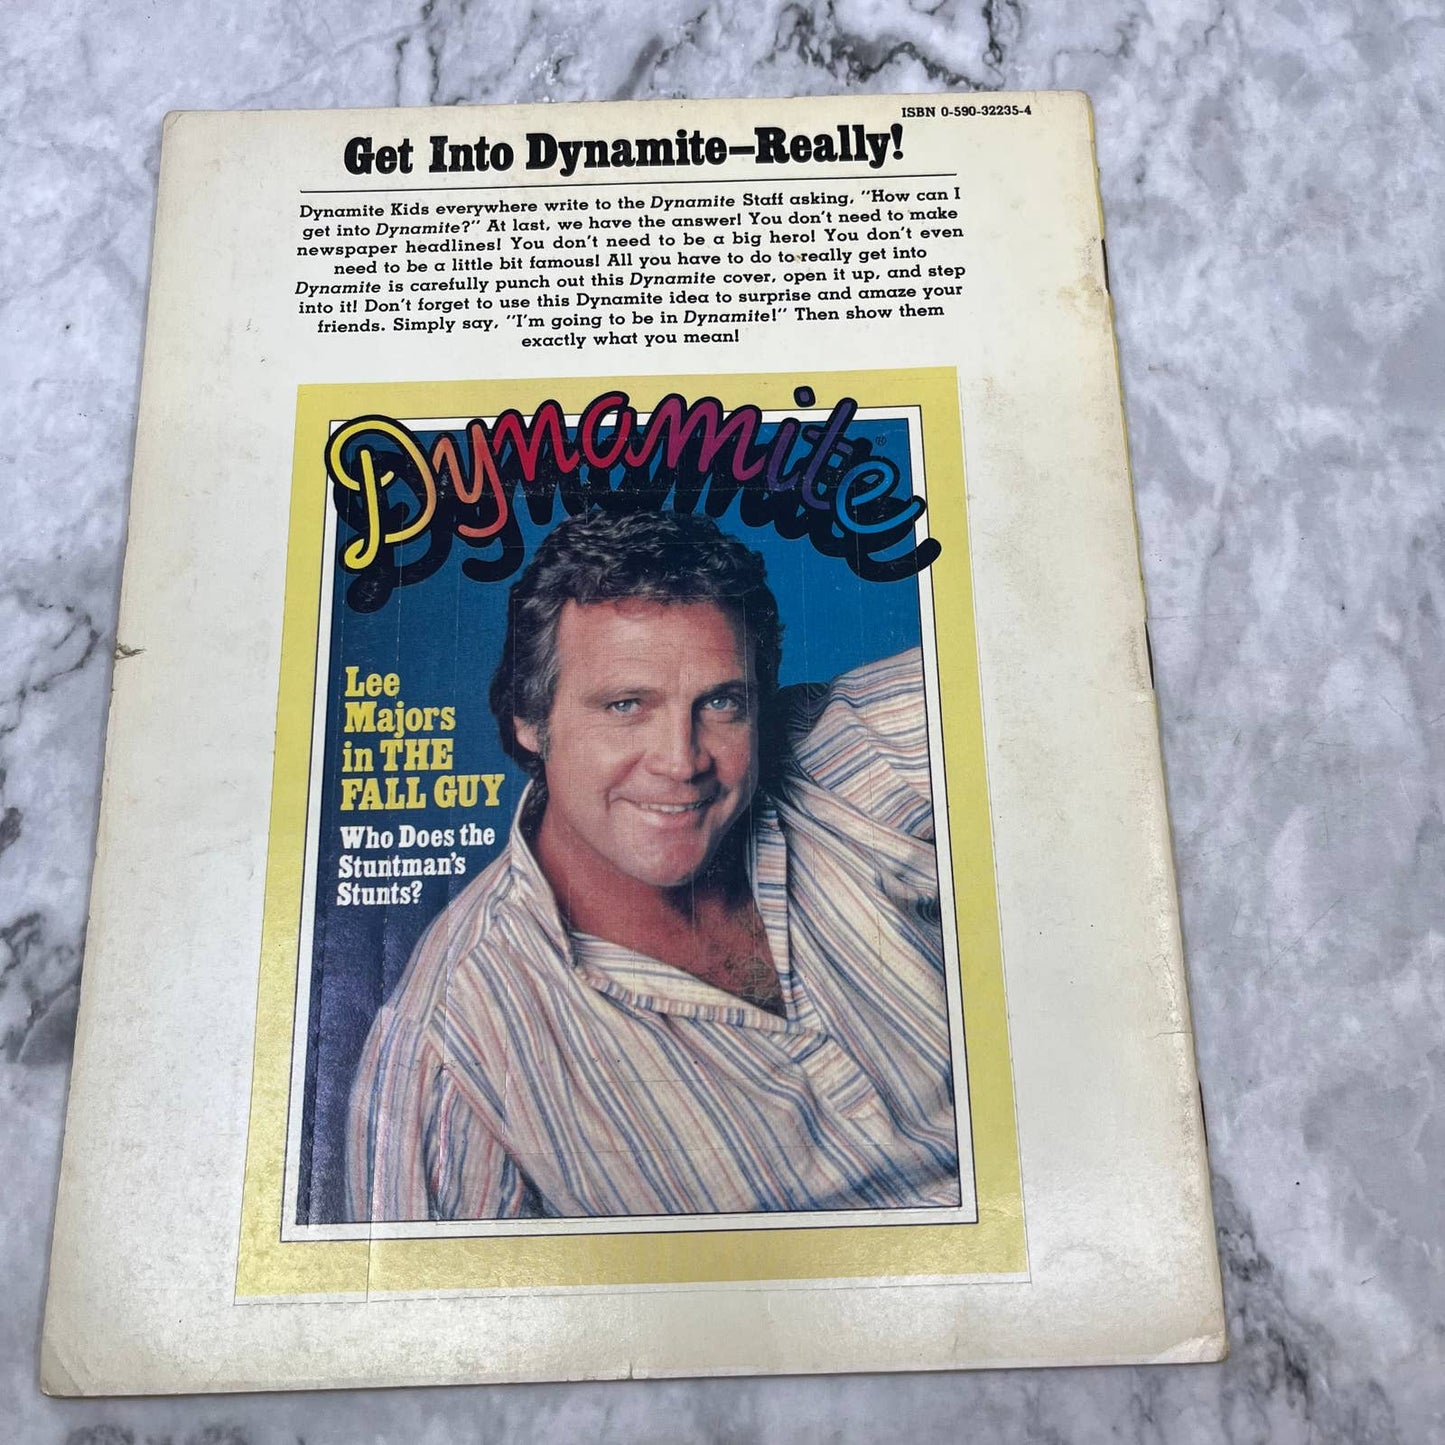 ISBN 0-590-32235-4
Get Into Dynamite—Really!
Dynamite Kids everywhere write to the Dynamite Staff asking, "How can I
get into Dynamite?" At last, we have the answer! You don't need to make
newspaper headlines! You don't need to be a big hero! You don't even
need to be a little bit famous! All you have to do to really get into
Dynamite is carefully punch out this Dynamite cover, open it up, and step
into it! Don't forget to use this Dynamite idea to surprise and amaze your
friends. Simply say, "I'm going to be in Dynamite!" Then show them
exactly what you mean!
Dynamite®
Lee
Majors
in THE
FALL GUY
Who Does the
Stuntman's
Stunts?